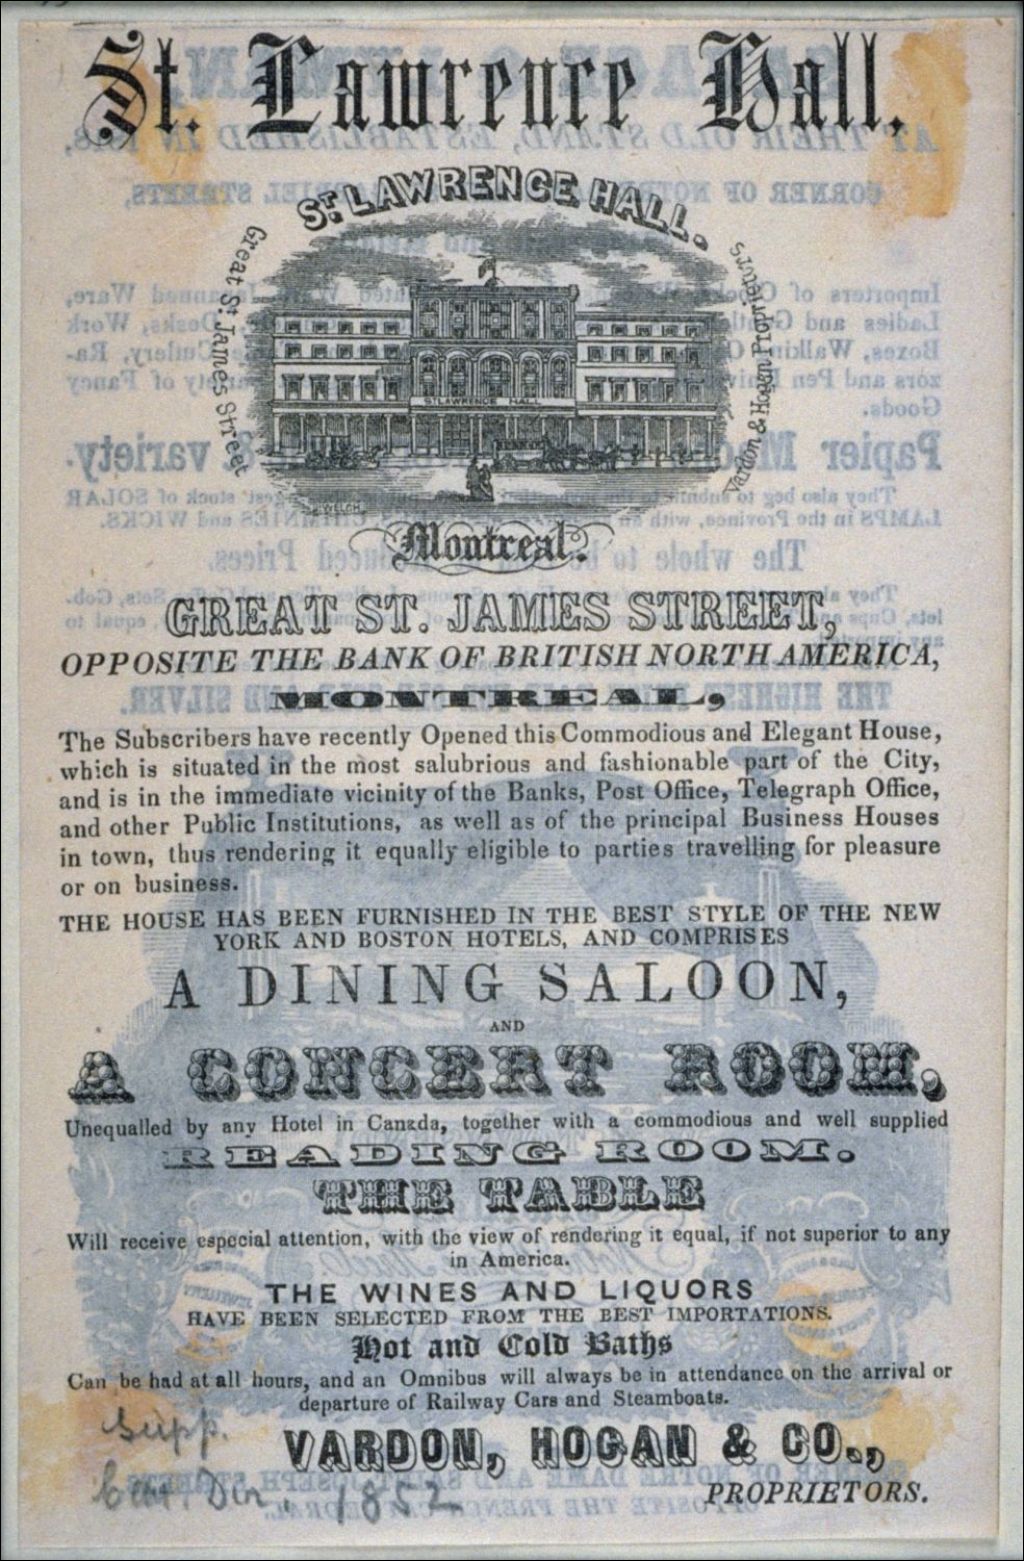 St. Lawrence Hall.
ST. LAWRENCE HALL.
Great St. James Street
Vardon & Hogan Proprietors
ST LAWRENCE HALL
WELCH.
Montreal.
GREAT ST. JAMES STREET,
OPPOSITE THE BANK OF BRITISH NORTH AMERICA,
MONTREAL,
The Subscribers have recently Opened this Commodious and Elegant House,
which is situated in the most salubrious and fashionable part of the City,
and is in the immediate vicinity of the Banks, Post Office, Telegraph Office,
and other Public Institutions, as well as of the principal Business Houses
in town, thus rendering it equally eligible to parties travelling for pleasure
or on business.
THE HOUSE HAS BEEN FURNISHED IN THE BEST STYLE OF THE NEW
YORK AND BOSTON HOTELS, AND COMPRISES
A DINING SALOON,
AND
A CONCERT ROOM,
Unequalled by any Hotel in Canada, together with a commodious and well supplied
READING ROOM.
THE TABLE
Will receive especial attention, with the view of rendering it equal, if not superior to any
in America.
THE WINES AND LIQUORS
HAVE BEEN SELECTED FROM THE BEST IMPORTATIONS.
Hot and Cold Baths
Can be had at all hours, and an Omnibus will always be in attendance on the arrival or
departure of Railway Cars and Steamboats.
VARDON, HOGAN & CO.,
PROPRIETORS.
Supp.
Dir. 1852